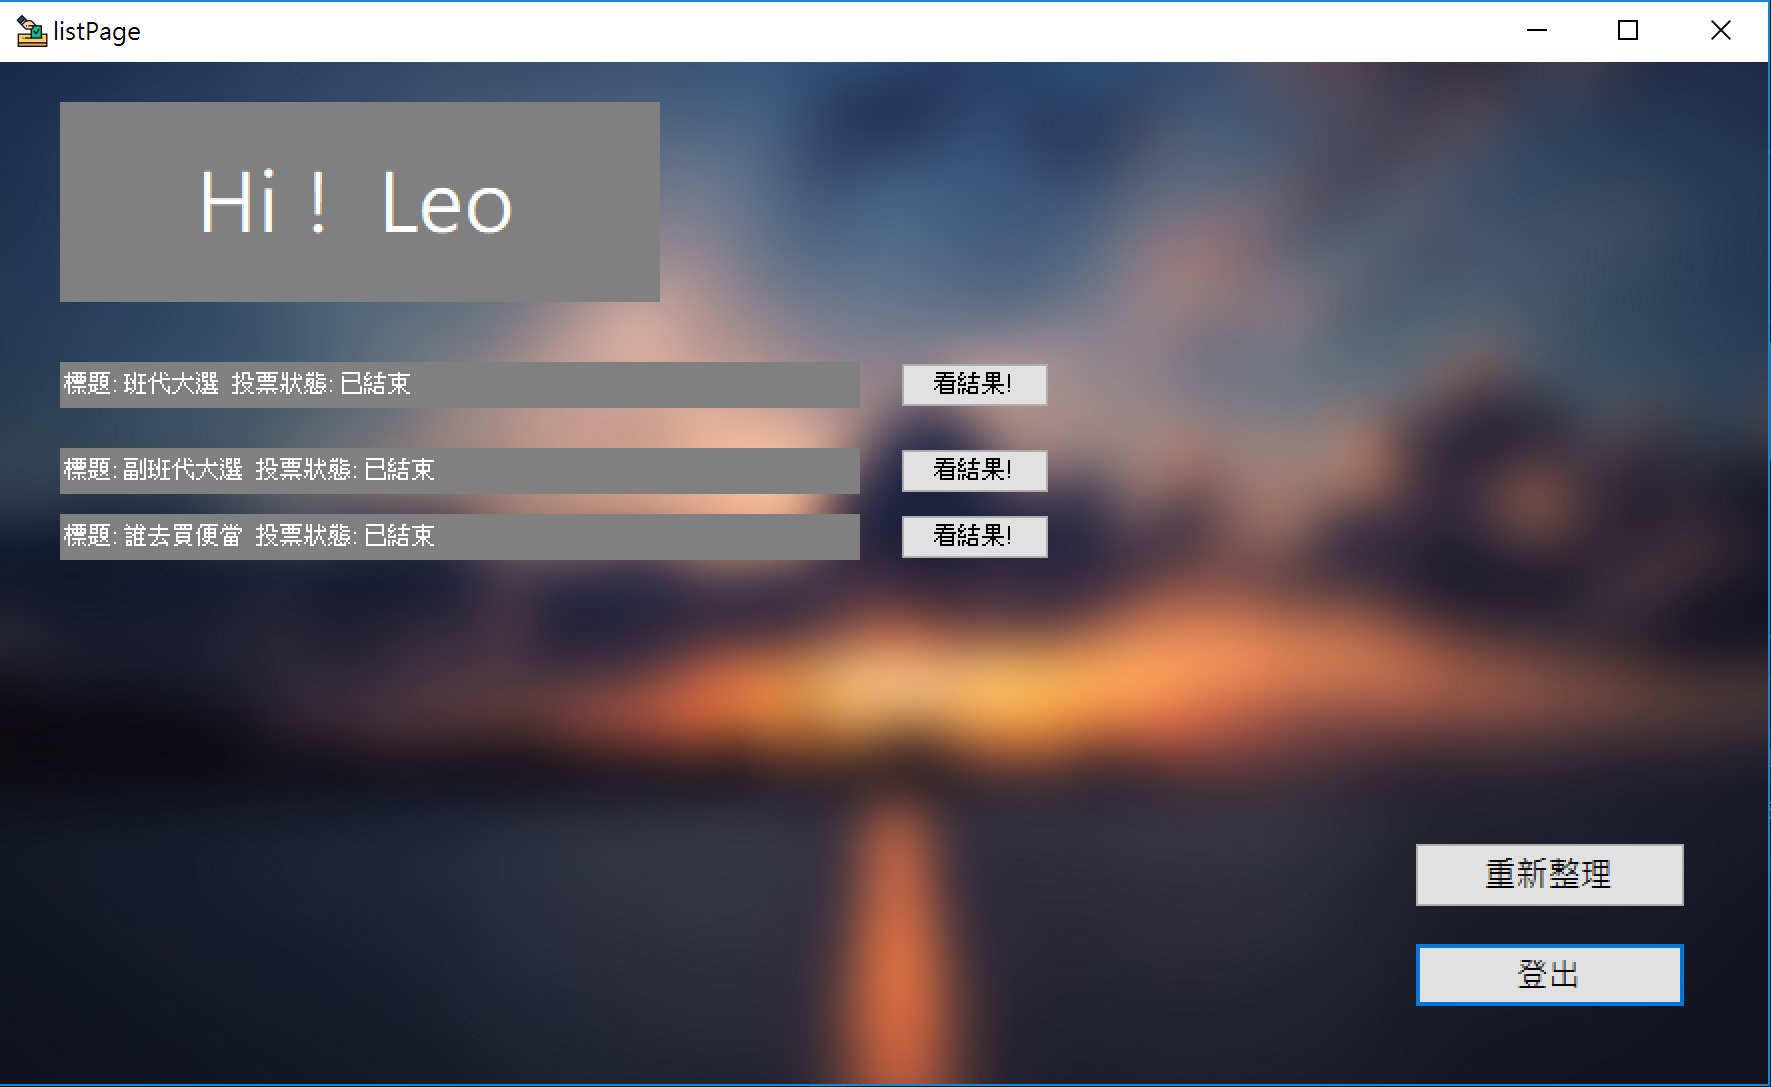 listPage
Hi！ Leo
標題: 班代大選 投票狀態: 已結束
看結果!
標題: 副班代大選 投票狀態: 已結束
看結果!
標題: 誰去買便當 投票狀態: 已結束
看結果!
重新整理
登出